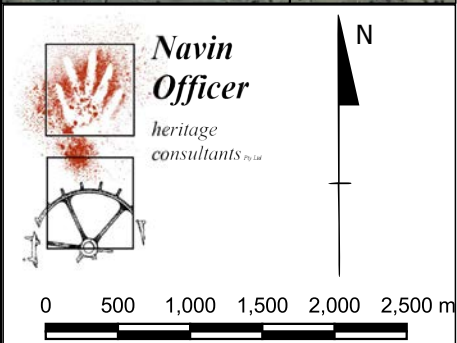 Navin
Officer
heritage
consultants Pty Ltd
N
0 500 1,000 1,500 2,000 2,500 m